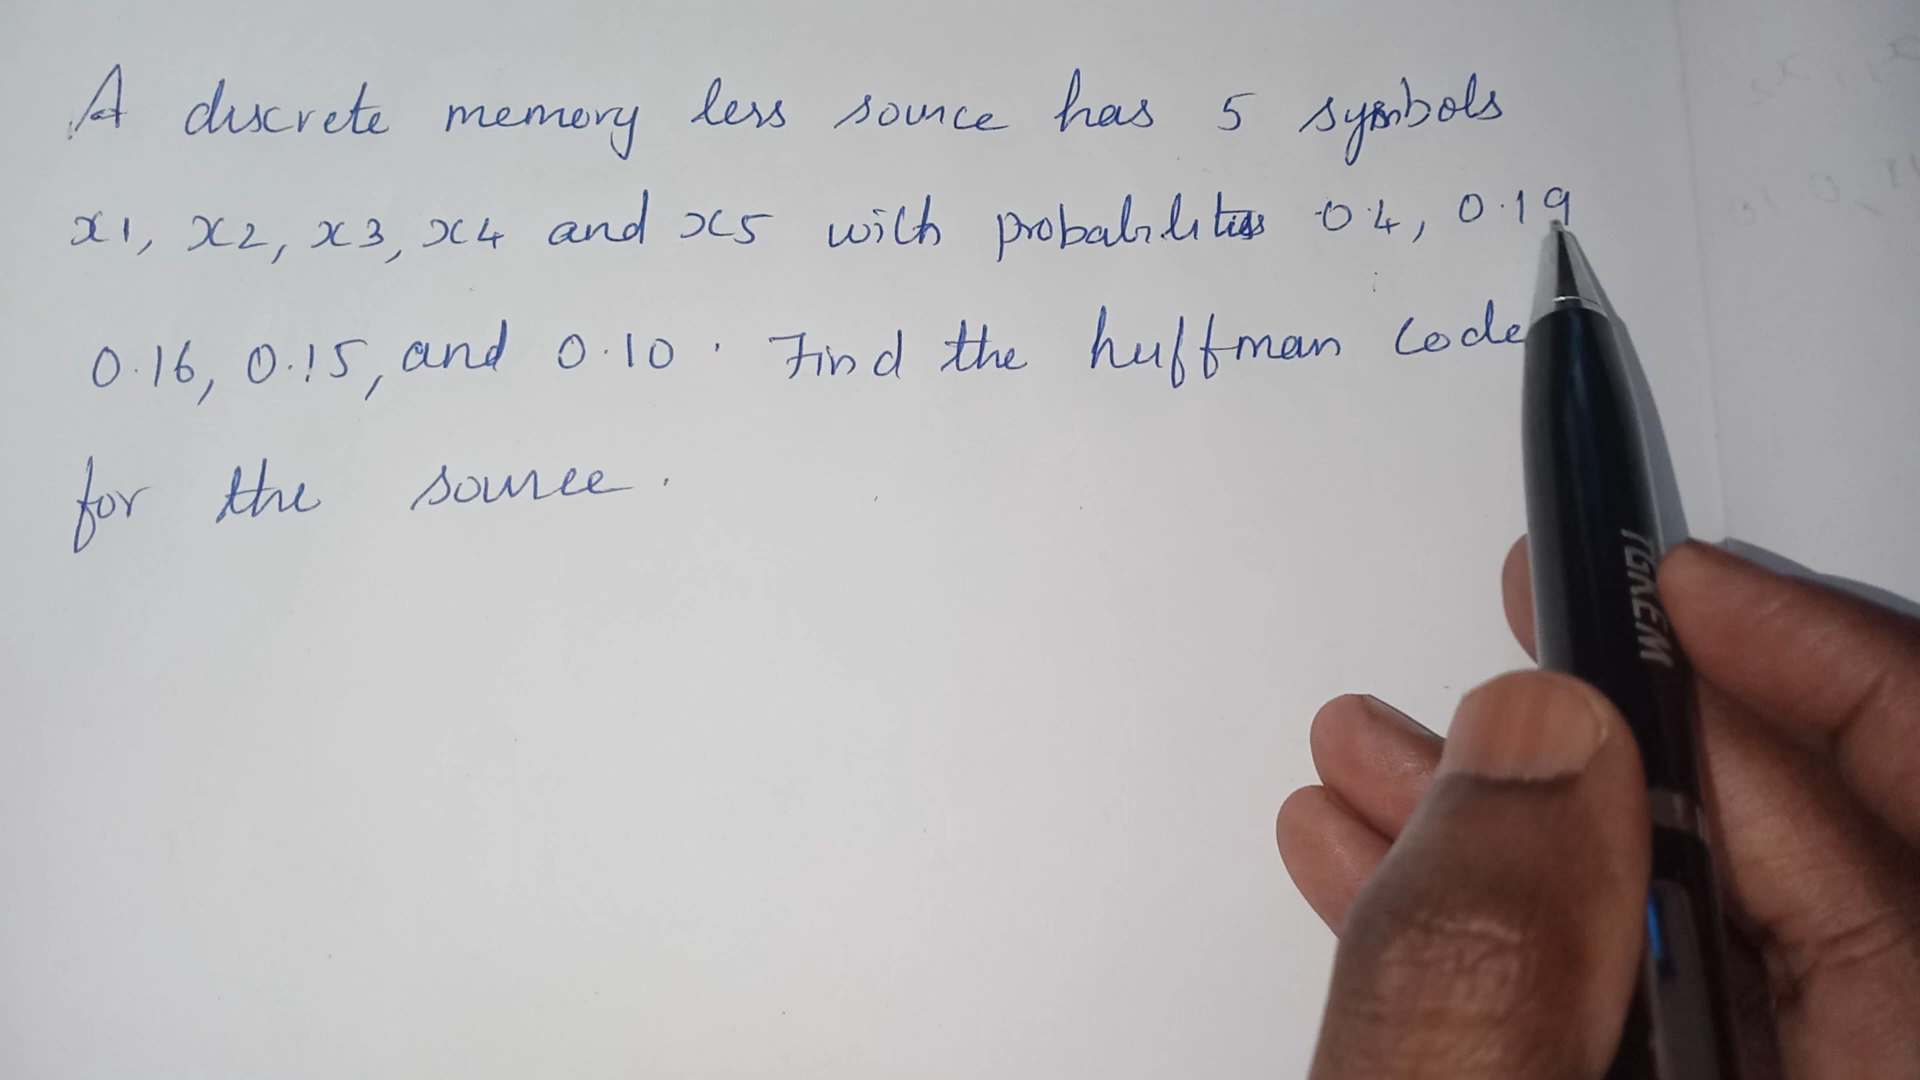 A discrete memory less source has 5 symbols
x1, x2, x3, x4 and x5 with probabilities 0.4, 0.19
0.16, 0.15, and 0.10. Find the huffman code
for the source.
TGKEM